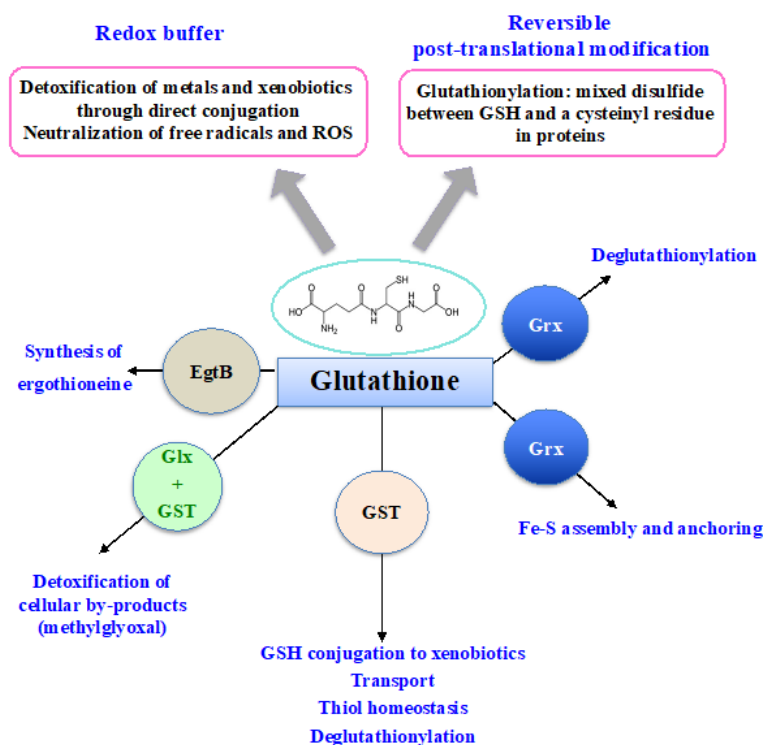 Redox buffer
Reversible
post-translational modification
Detoxification of metals and xenobiotics
through direct conjugation
Neutralization of free radicals and ROS
Glutathionylation: mixed disulfide
between GSH and a cysteinyl residue
in proteins
Deglutathionylation
SH
O
O
O
HO
OH
NH2
N
H
O
H
N
Grx
Synthesis of
ergothioneine
EgtB
Glutathione
Grx
Glx
+
GST
GST
Fe-S assembly and anchoring
Detoxification of
cellular by-products
(methylglyoxal)
GSH conjugation to xenobiotics
Transport
Thiol homeostasis
Deglutathionylation